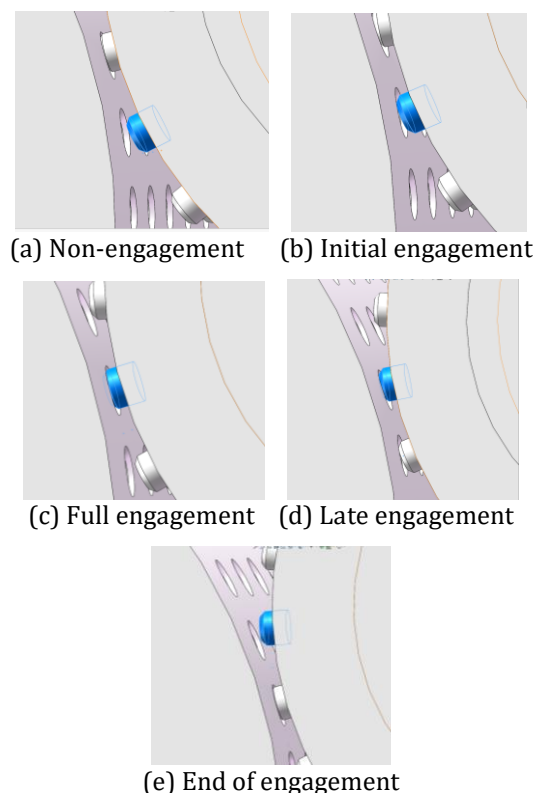 (a) Non-engagement
(b) Initial engagement
(c) Full engagement
(d) Late engagement
(e) End of engagement